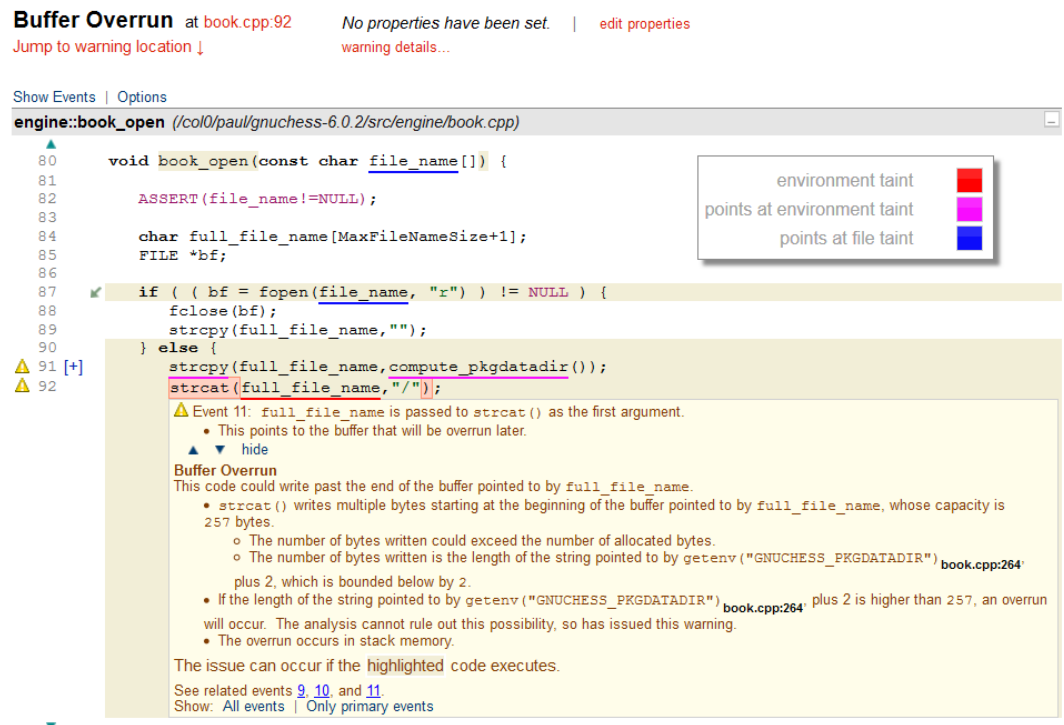 Buffer Overrun at book.cpp:92 No properties have been set. | edit properties
Jump to warning location ↓ warning details...
Show Events | Options
engine::book_open (/col0/paul/gnuchess-6.0.2/src/engine/book.cpp)
80 void book_open(const char file_name[]) {
81
82 ASSERT(file_name!=NULL);
83
84 char full_file_name[MaxFileNameSize+1];
85 FILE *bf;
86
87 if ( ( bf = fopen(file_name, "r") ) != NULL ) {
88 fclose(bf);
89 strcpy(full_file_name,"");
90 } else {
91 [+] strcpy(full_file_name,compute_pkgdatadir());
92 strcat(full_file_name,"/");
environment taint
points at environment taint
points at file taint
Event 11: full_file_name is passed to strcat() as the first argument.
• This points to the buffer that will be overrun later.
▲ ▼ hide
Buffer Overrun
This code could write past the end of the buffer pointed to by full_file_name.
• strcat() writes multiple bytes starting at the beginning of the buffer pointed to by full_file_name, whose capacity is
257 bytes.
○ The number of bytes written could exceed the number of allocated bytes.
○ The number of bytes written is the length of the string pointed to by getenv("GNUCHESS_PKGDATADIR") book.cpp:264,
plus 2, which is bounded below by 2.
• If the length of the string pointed to by getenv("GNUCHESS_PKGDATADIR") book.cpp:264, plus 2 is higher than 257, an overrun
will occur. The analysis cannot rule out this possibility, so has issued this warning.
• The overrun occurs in stack memory.
The issue can occur if the highlighted code executes.
See related events 9, 10, and 11.
Show: All events | Only primary events